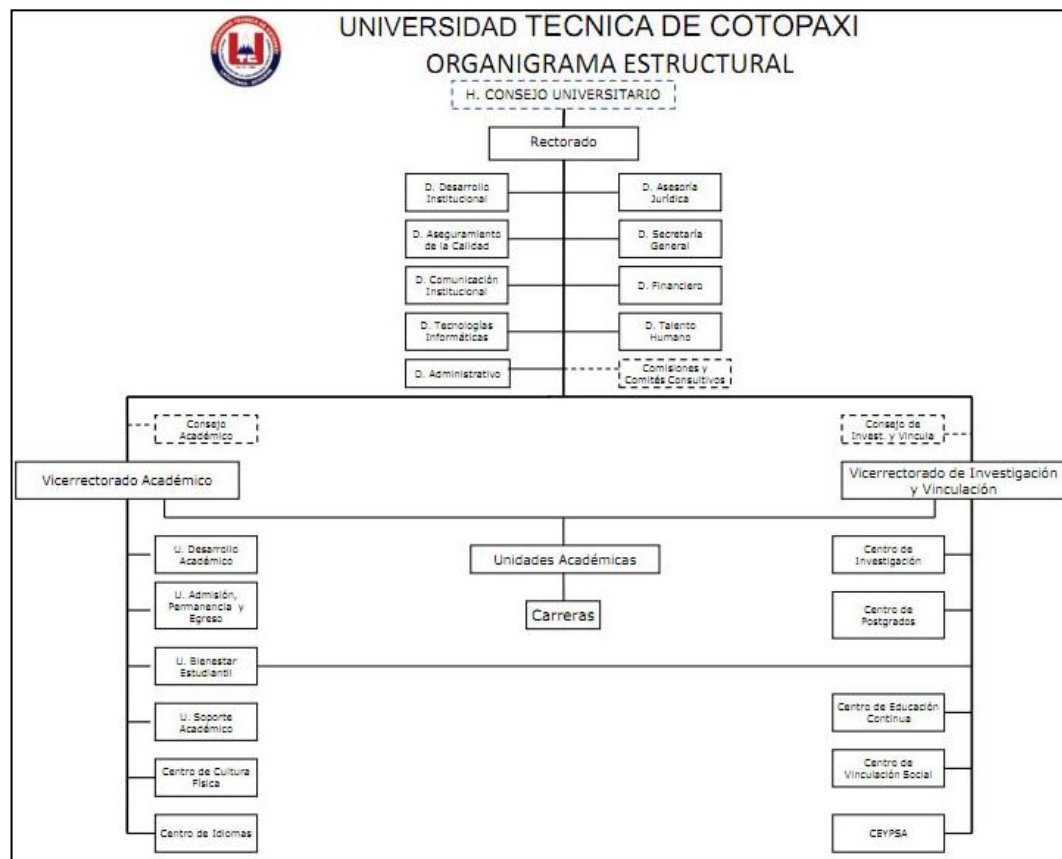 UNIVERSIDAD TECNICA DE COTOPAXI
ORGANIGRAMA ESTRUCTURAL
UTC
H. CONSEJO UNIVERSITARIO
Rectorado
D. Desarrollo
Institucional
D. Asesoría
Jurídica
D. Aseguramiento
de la Calidad
D. Secretaría
General
D. Comunicación
Institucional
D. Financiero
D. Tecnologías
Informáticas
D. Talento
Humano
D. Administrativo
Comisiones y
Comités Consultivos
Consejo
Académico
Consejo de
Invest. y Vincula
Vicerrectorado Académico
Vicerrectorado de Investigación
y Vinculación
U. Desarrollo
Académico
Unidades Académicas
Centro de
Investigación
U. Admisión,
Permanencia y
Egreso
Carreras
Centro de
Postgrados
U. Bienestar
Estudiantil
U. Soporte
Académico
Centro de Educación
Continua
Centro de Cultura
Física
Centro de
Vinculación Social
Centro de Idiomas
CEYPSA